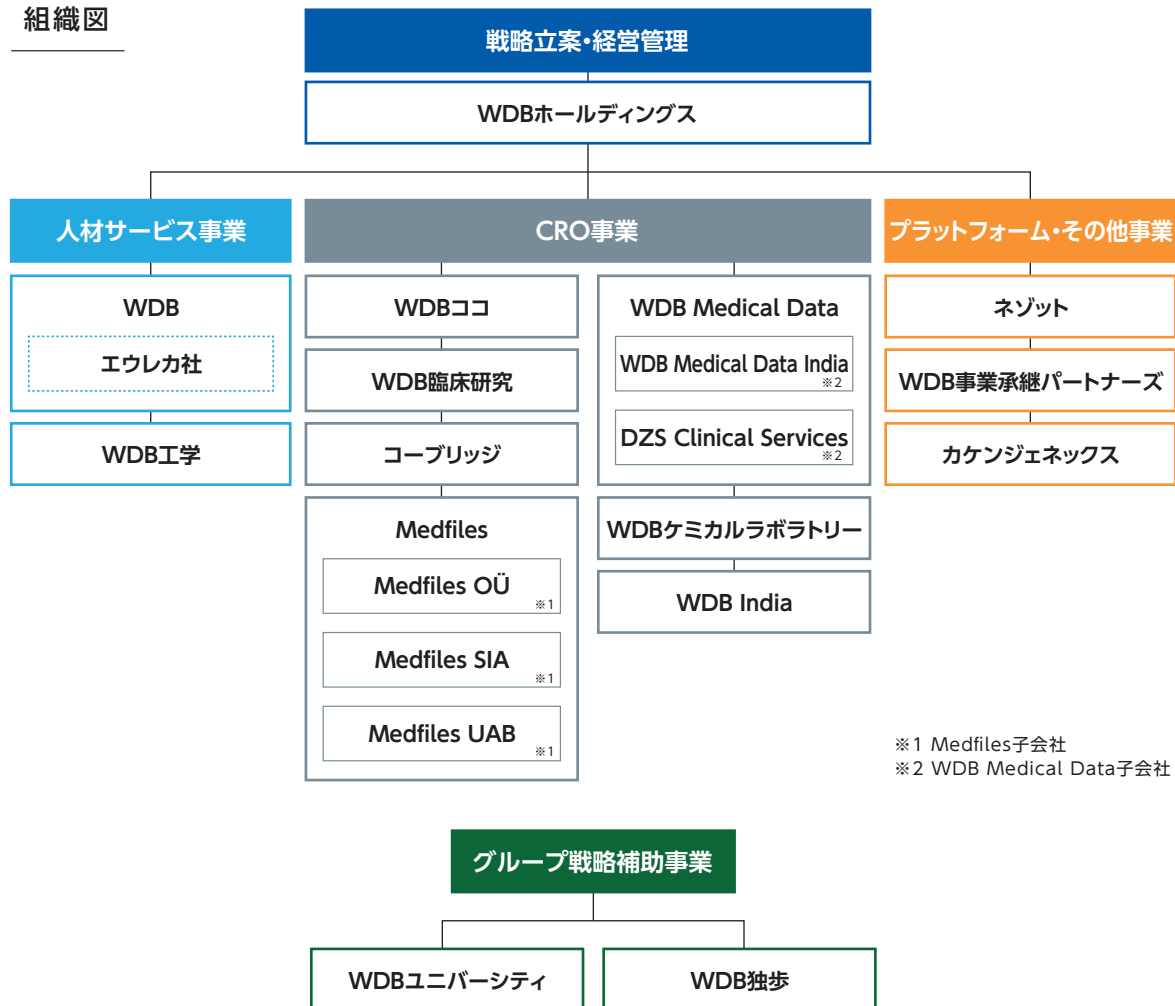 組織図
戦略立案・経営管理
WDBホールディングス
人材サービス事業
WDB
エウレカ社
WDB工学
CRO事業
WDBココ
WDB臨床研究
コーブリッジ
Medfiles
Medfiles OÜ
※1
Medfiles SIA
※1
Medfiles UAB
※1
WDB Medical Data
WDB Medical Data India
※2
DZS Clinical Services
※2
WDBケミカルラボラトリー
WDB India
プラットフォーム・その他事業
ネゾット
WDB事業承継パートナーズ
カケンジェネックス
※1 Medfiles子会社
※2 WDB Medical Data子会社
グループ戦略補助事業
WDBユニバーシティ
WDB独歩